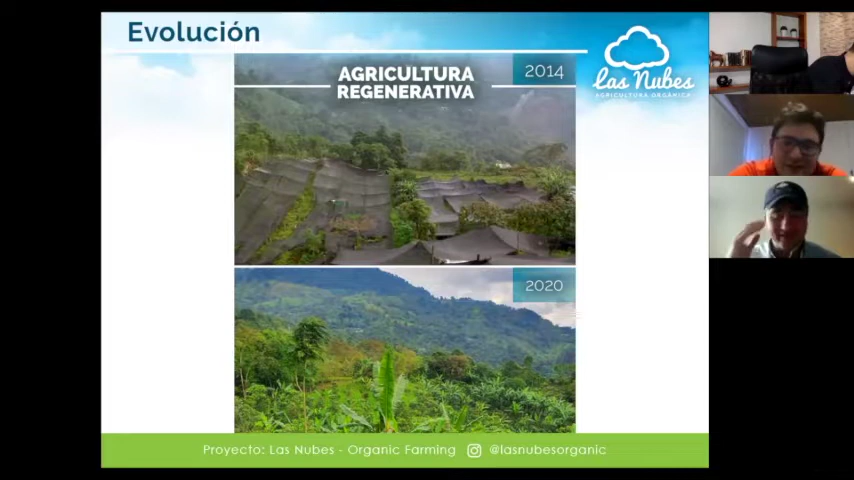 Evolución
AGRICULTURA
REGENERATIVA
2014
Las Nubes
AGRICULTURA ORGÁNICA
2020
Proyecto: Las Nubes - Organic Farming @lasnubesorganic